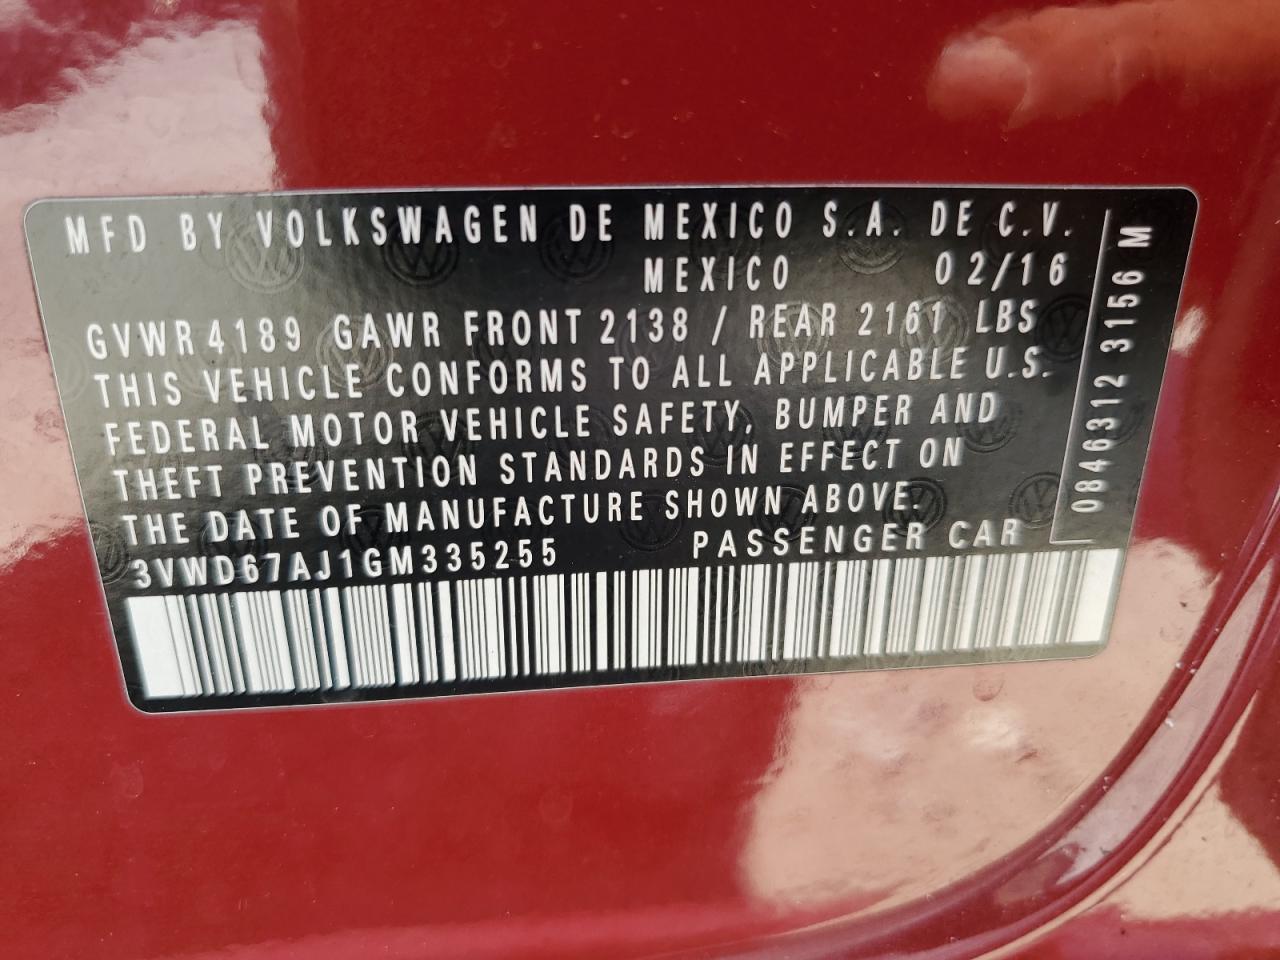 MFD BY VOLKSWAGEN DE MEXICO S.A. DE C.V.
MEXICO 02/16
GVWR 4189 GAWR FRONT 2138 / REAR 2161 LBS
THIS VEHICLE CONFORMS TO ALL APPLICABLE U.S.
FEDERAL MOTOR VEHICLE SAFETY, BUMPER AND
THEFT PREVENTION STANDARDS IN EFFECT ON
THE DATE OF MANUFACTURE SHOWN ABOVE.
3VWD67AJ1GM335255 PASSENGER CAR
0846312 3156 M